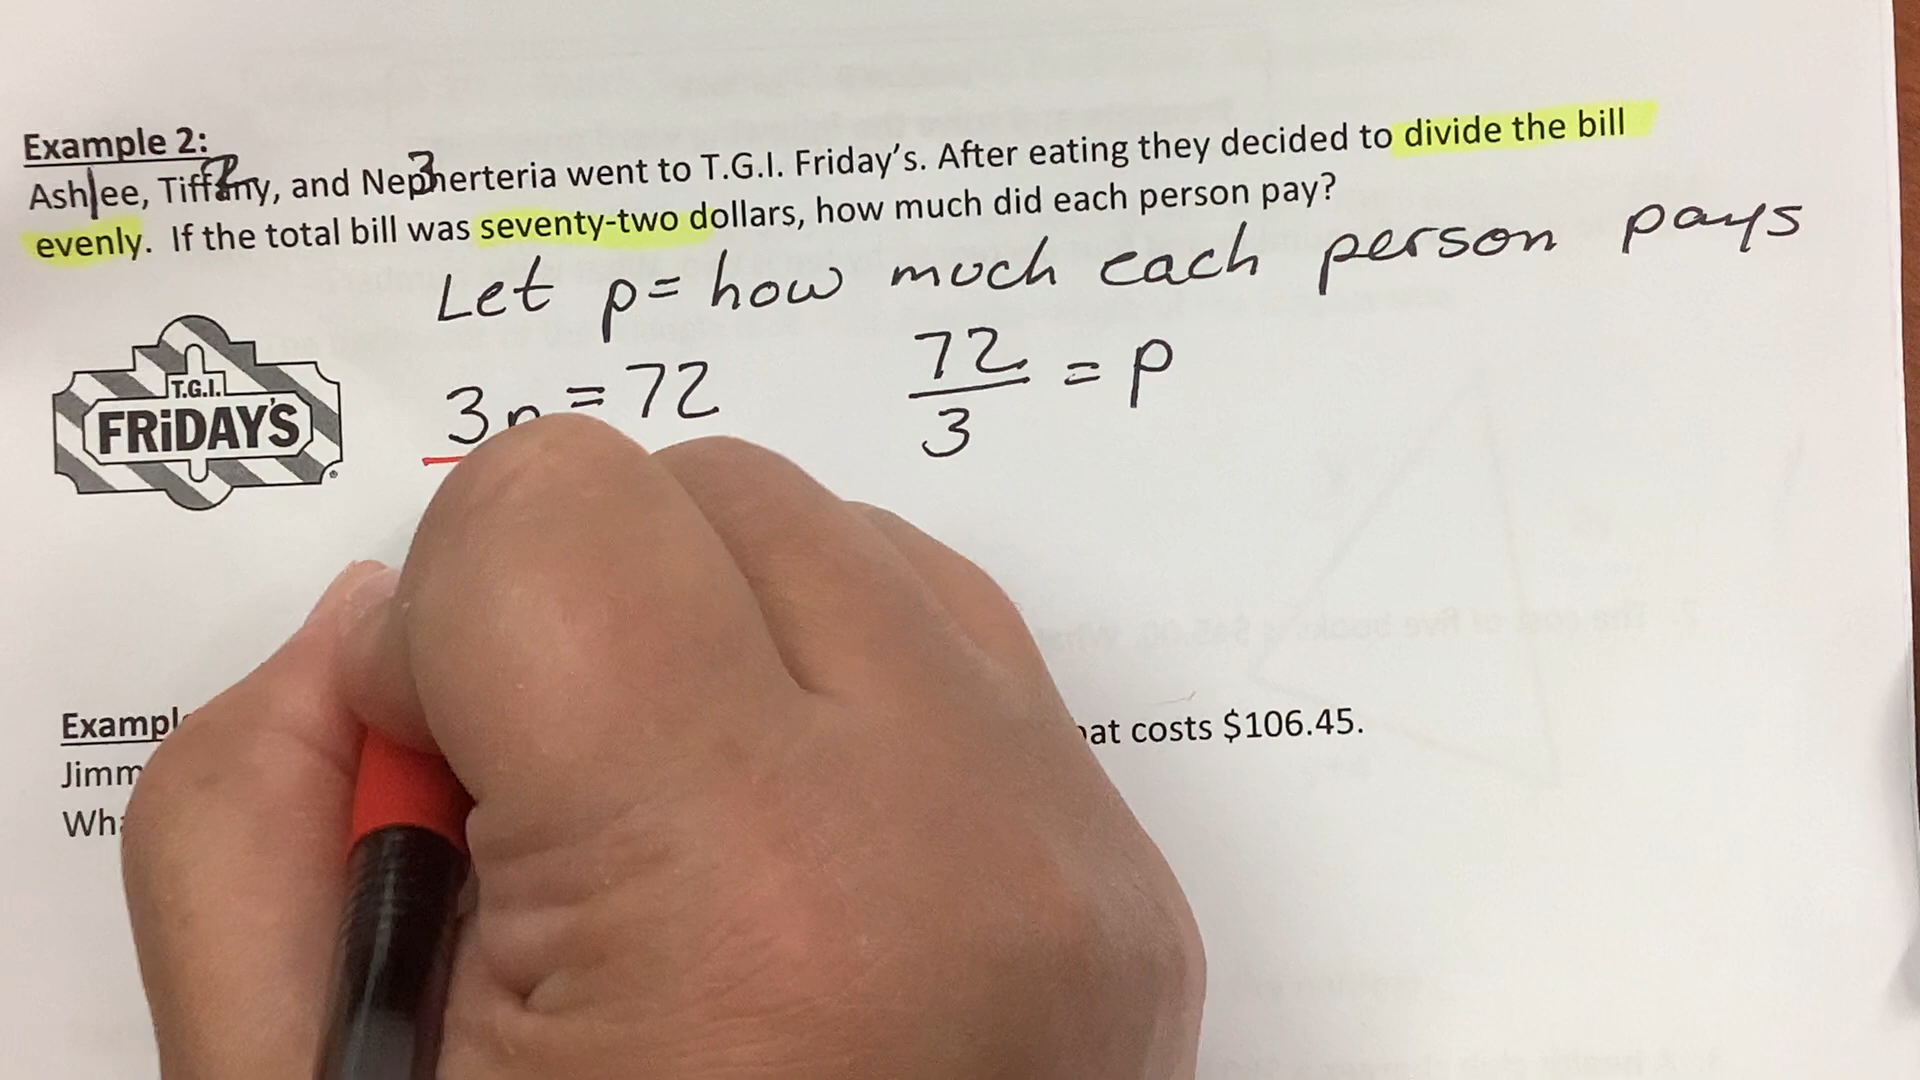 Example 2:
Ashlee, Tiffany, and Nepherteria went to T.G.I. Friday's. After eating they decided to divide the bill
2 3
evenly. If the total bill was seventy-two dollars, how much did each person pay?
Let p = how much each person pays
3p = 72
72/3 = p
T.G.I.
FRiDAY'S
at costs $106.45.